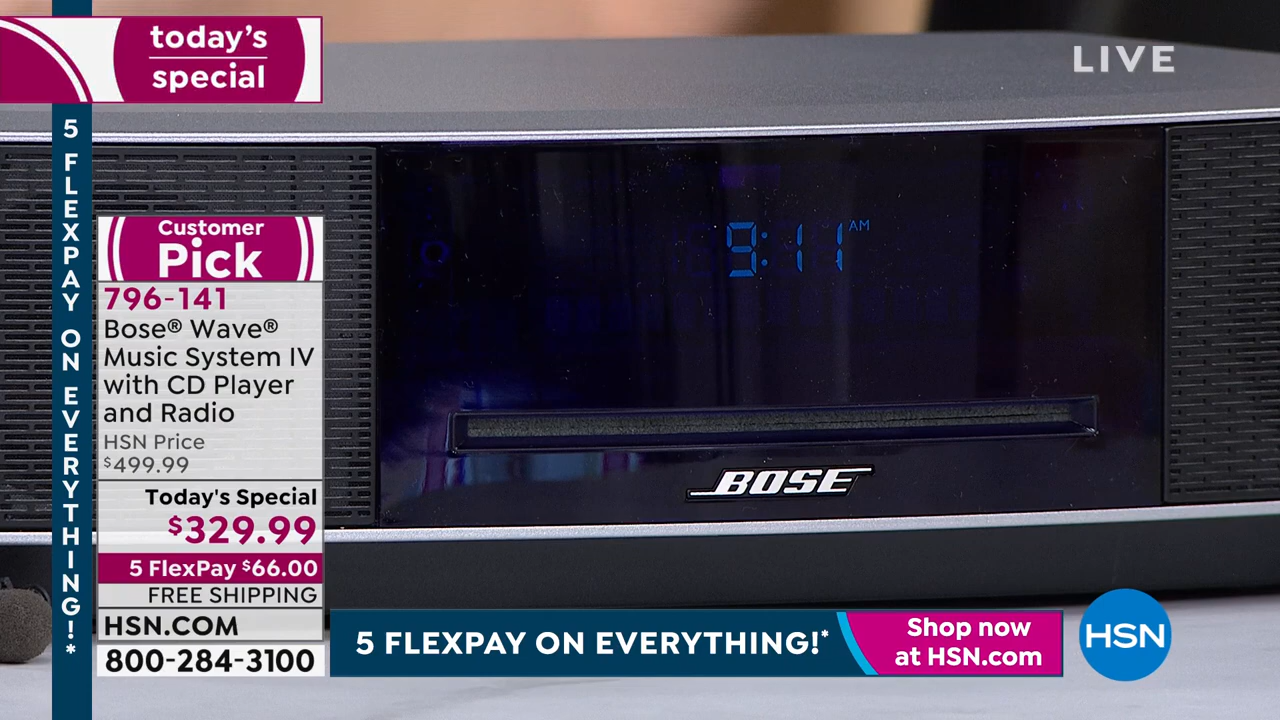 today's
special
LIVE
5 FLEXPAY ON EVERYTHING!*
Customer
Pick
796-141
Bose® Wave®
Music System IV
with CD Player
and Radio
HSN Price
$499.99
Today's Special
$329.99
5 FlexPay $66.00
FREE SHIPPING
HSN.COM
800-284-3100
9:11 AM
BOSE
5 FLEXPAY ON EVERYTHING!*
Shop now
at HSN.com
HSN